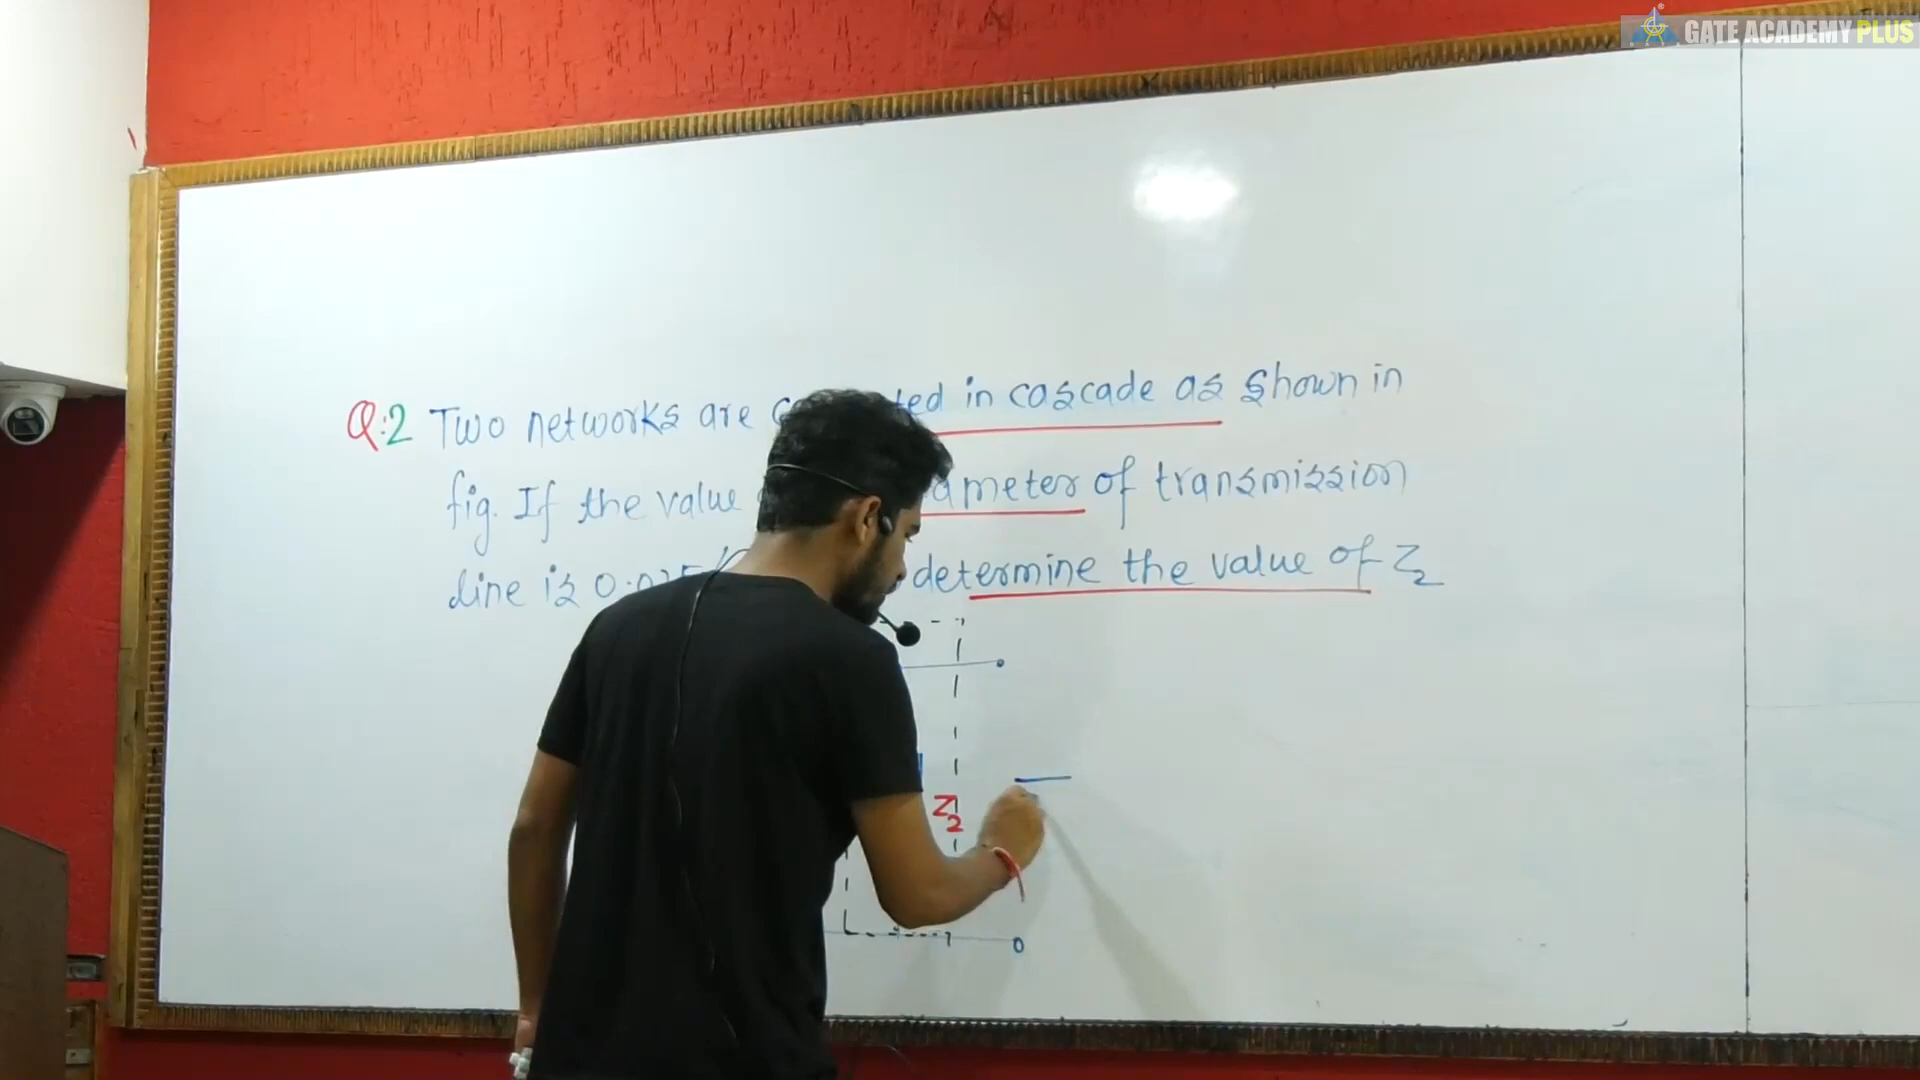 GATE ACADEMY PLUS
Q:2 Two networks are ted in cascade as shown in
fig. If the value ameter of transmission
line is determine the value of Z2
Z2